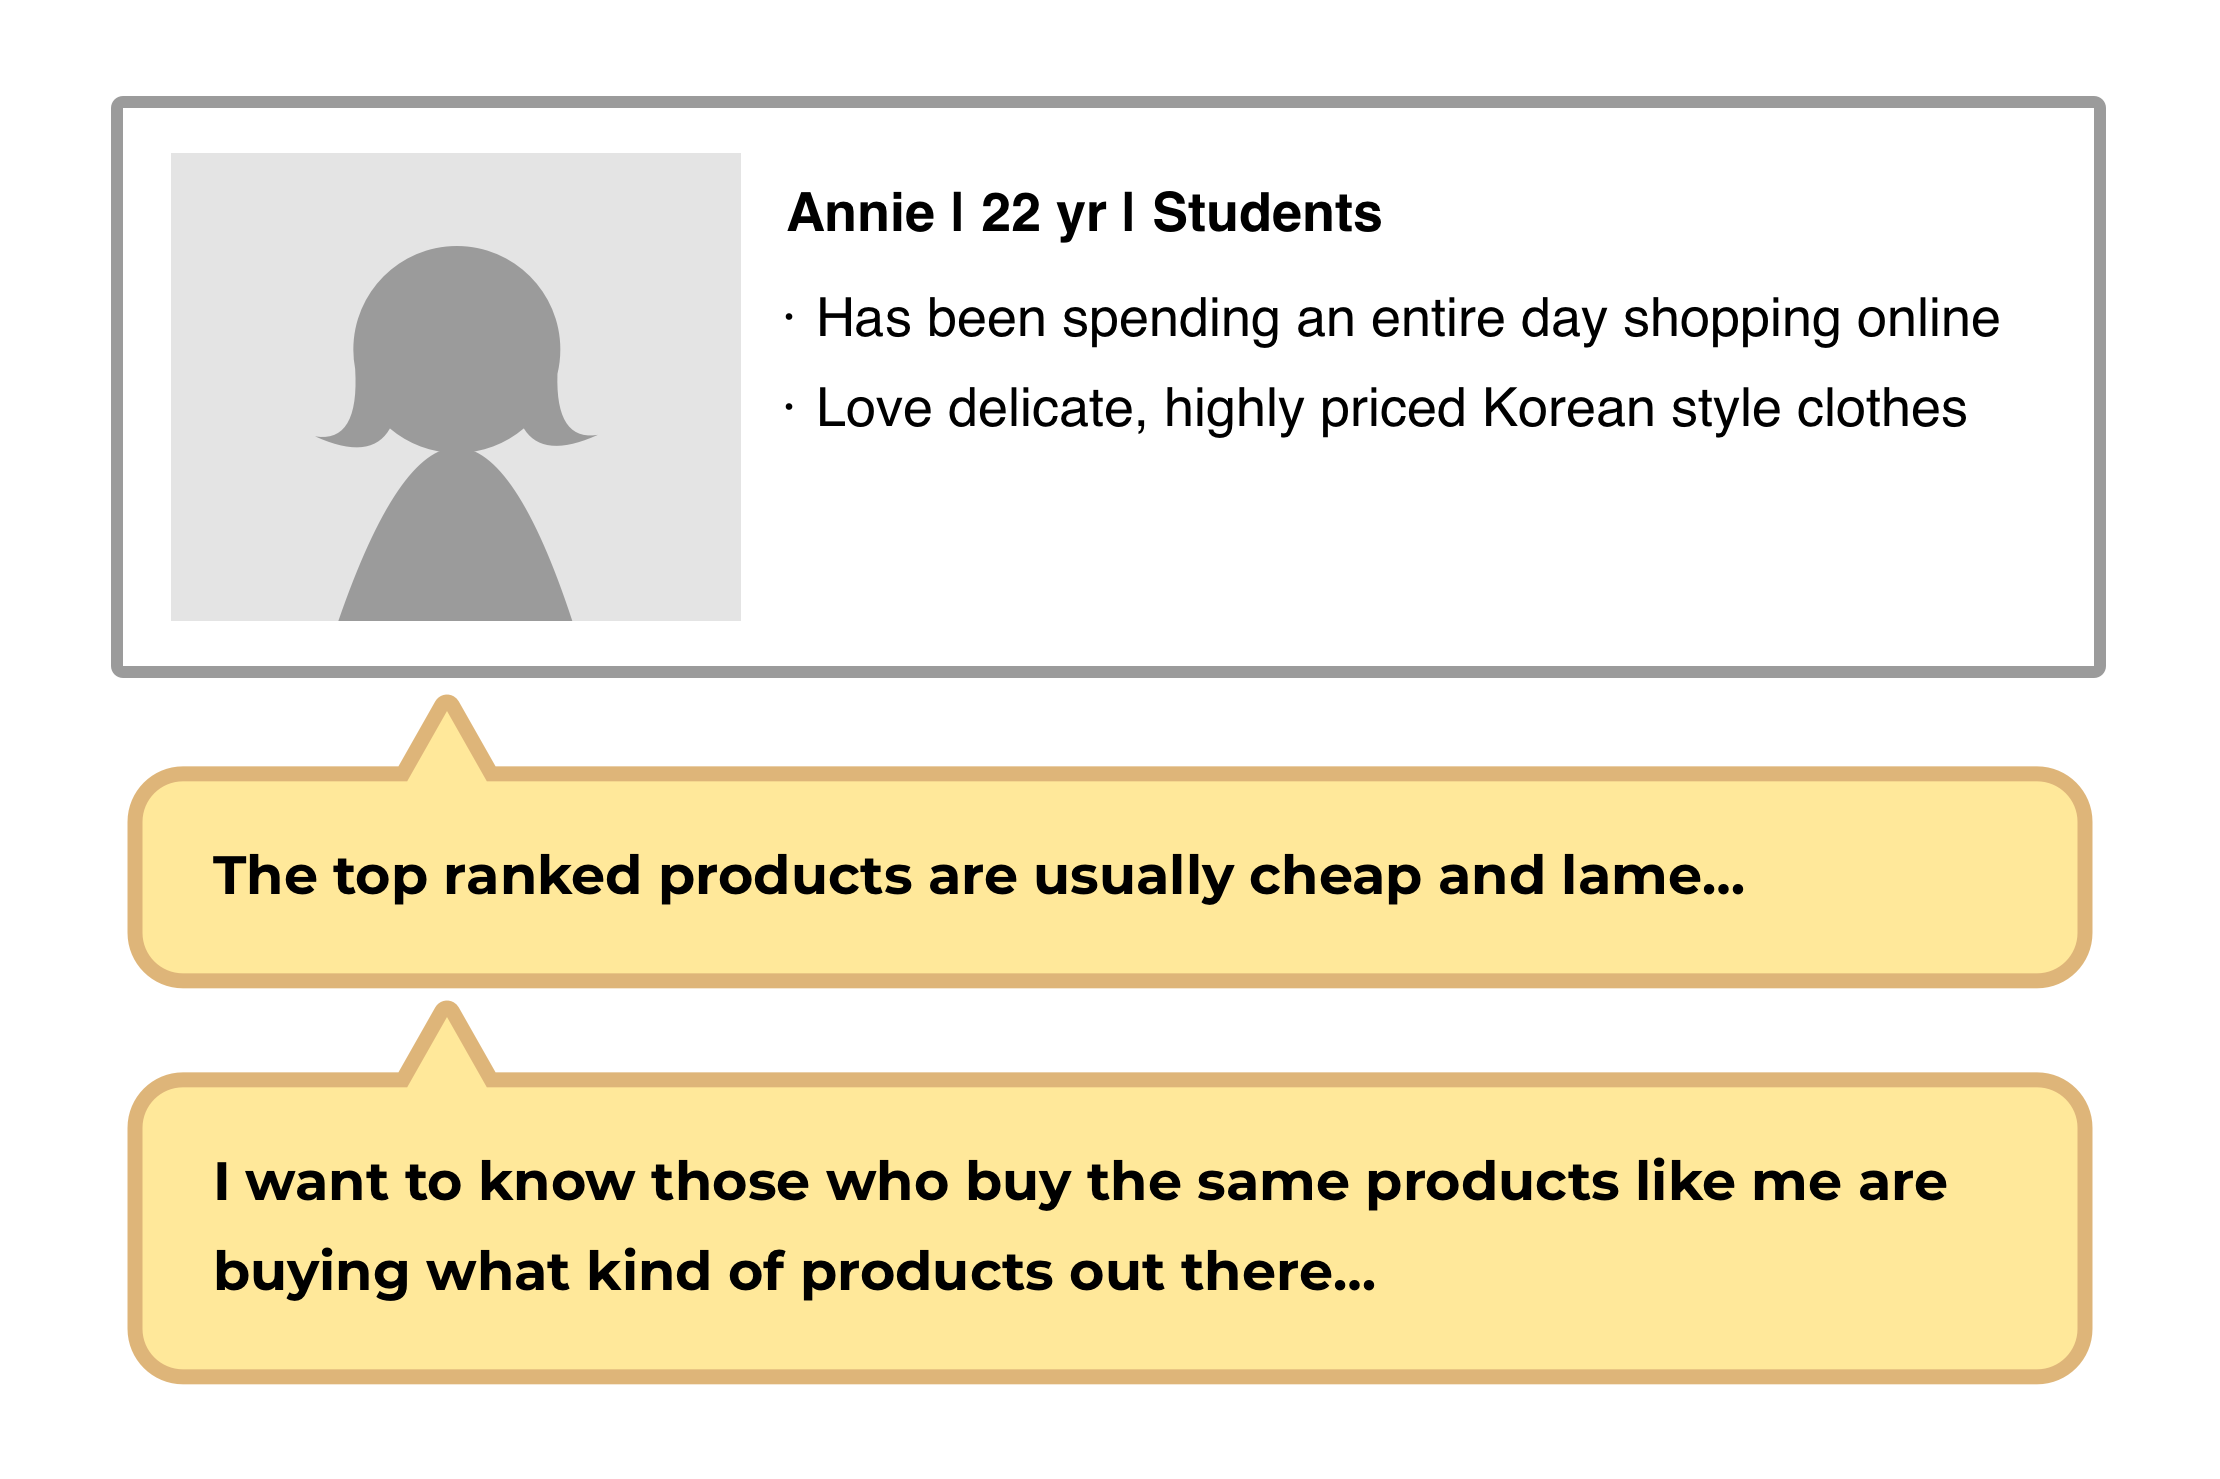 Annie | 22 yr | Students
· Has been spending an entire day shopping online
· Love delicate, highly priced Korean style clothes
The top ranked products are usually cheap and lame...
I want to know those who buy the same products like me are
buying what kind of products out there...